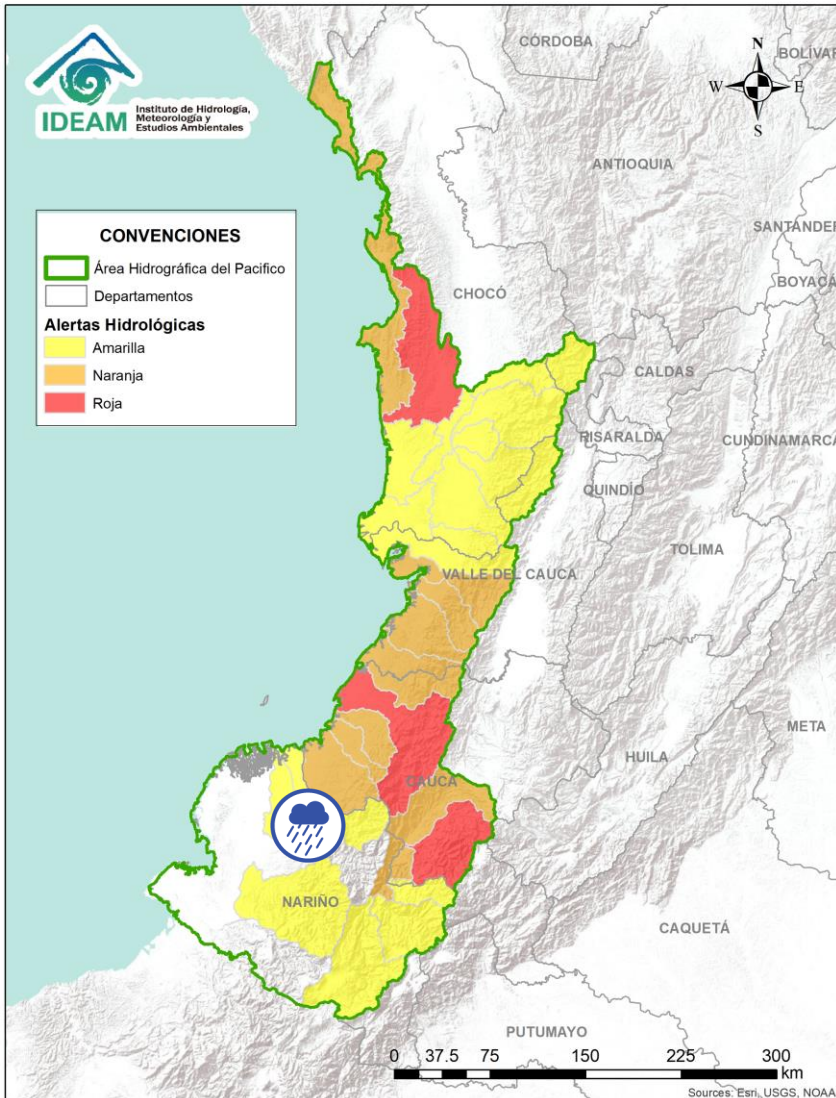 IDEAM
Instituto de Hidrología,
Meteorología y
Estudios Ambientales
CÓRDOBA
BOLÍVAR
N
W
E
S
ANTIOQUIA
SANTANDER
BOYACÁ
CONVENCIONES
Área Hidrográfica del Pacifico
Departamentos
Alertas Hidrológicas
Amarilla
Naranja
Roja
CHOCÓ
CALDAS
RISARALDA
CUNDINAMARCA
QUINDÍO
TOLIMA
VALLE DEL CAUCA
META
HUILA
CAUCA
NARIÑO
CAQUETÁ
PUTUMAYO
0 37.5 75 150 225 300
km
Sources: Esri, USGS, NOAA